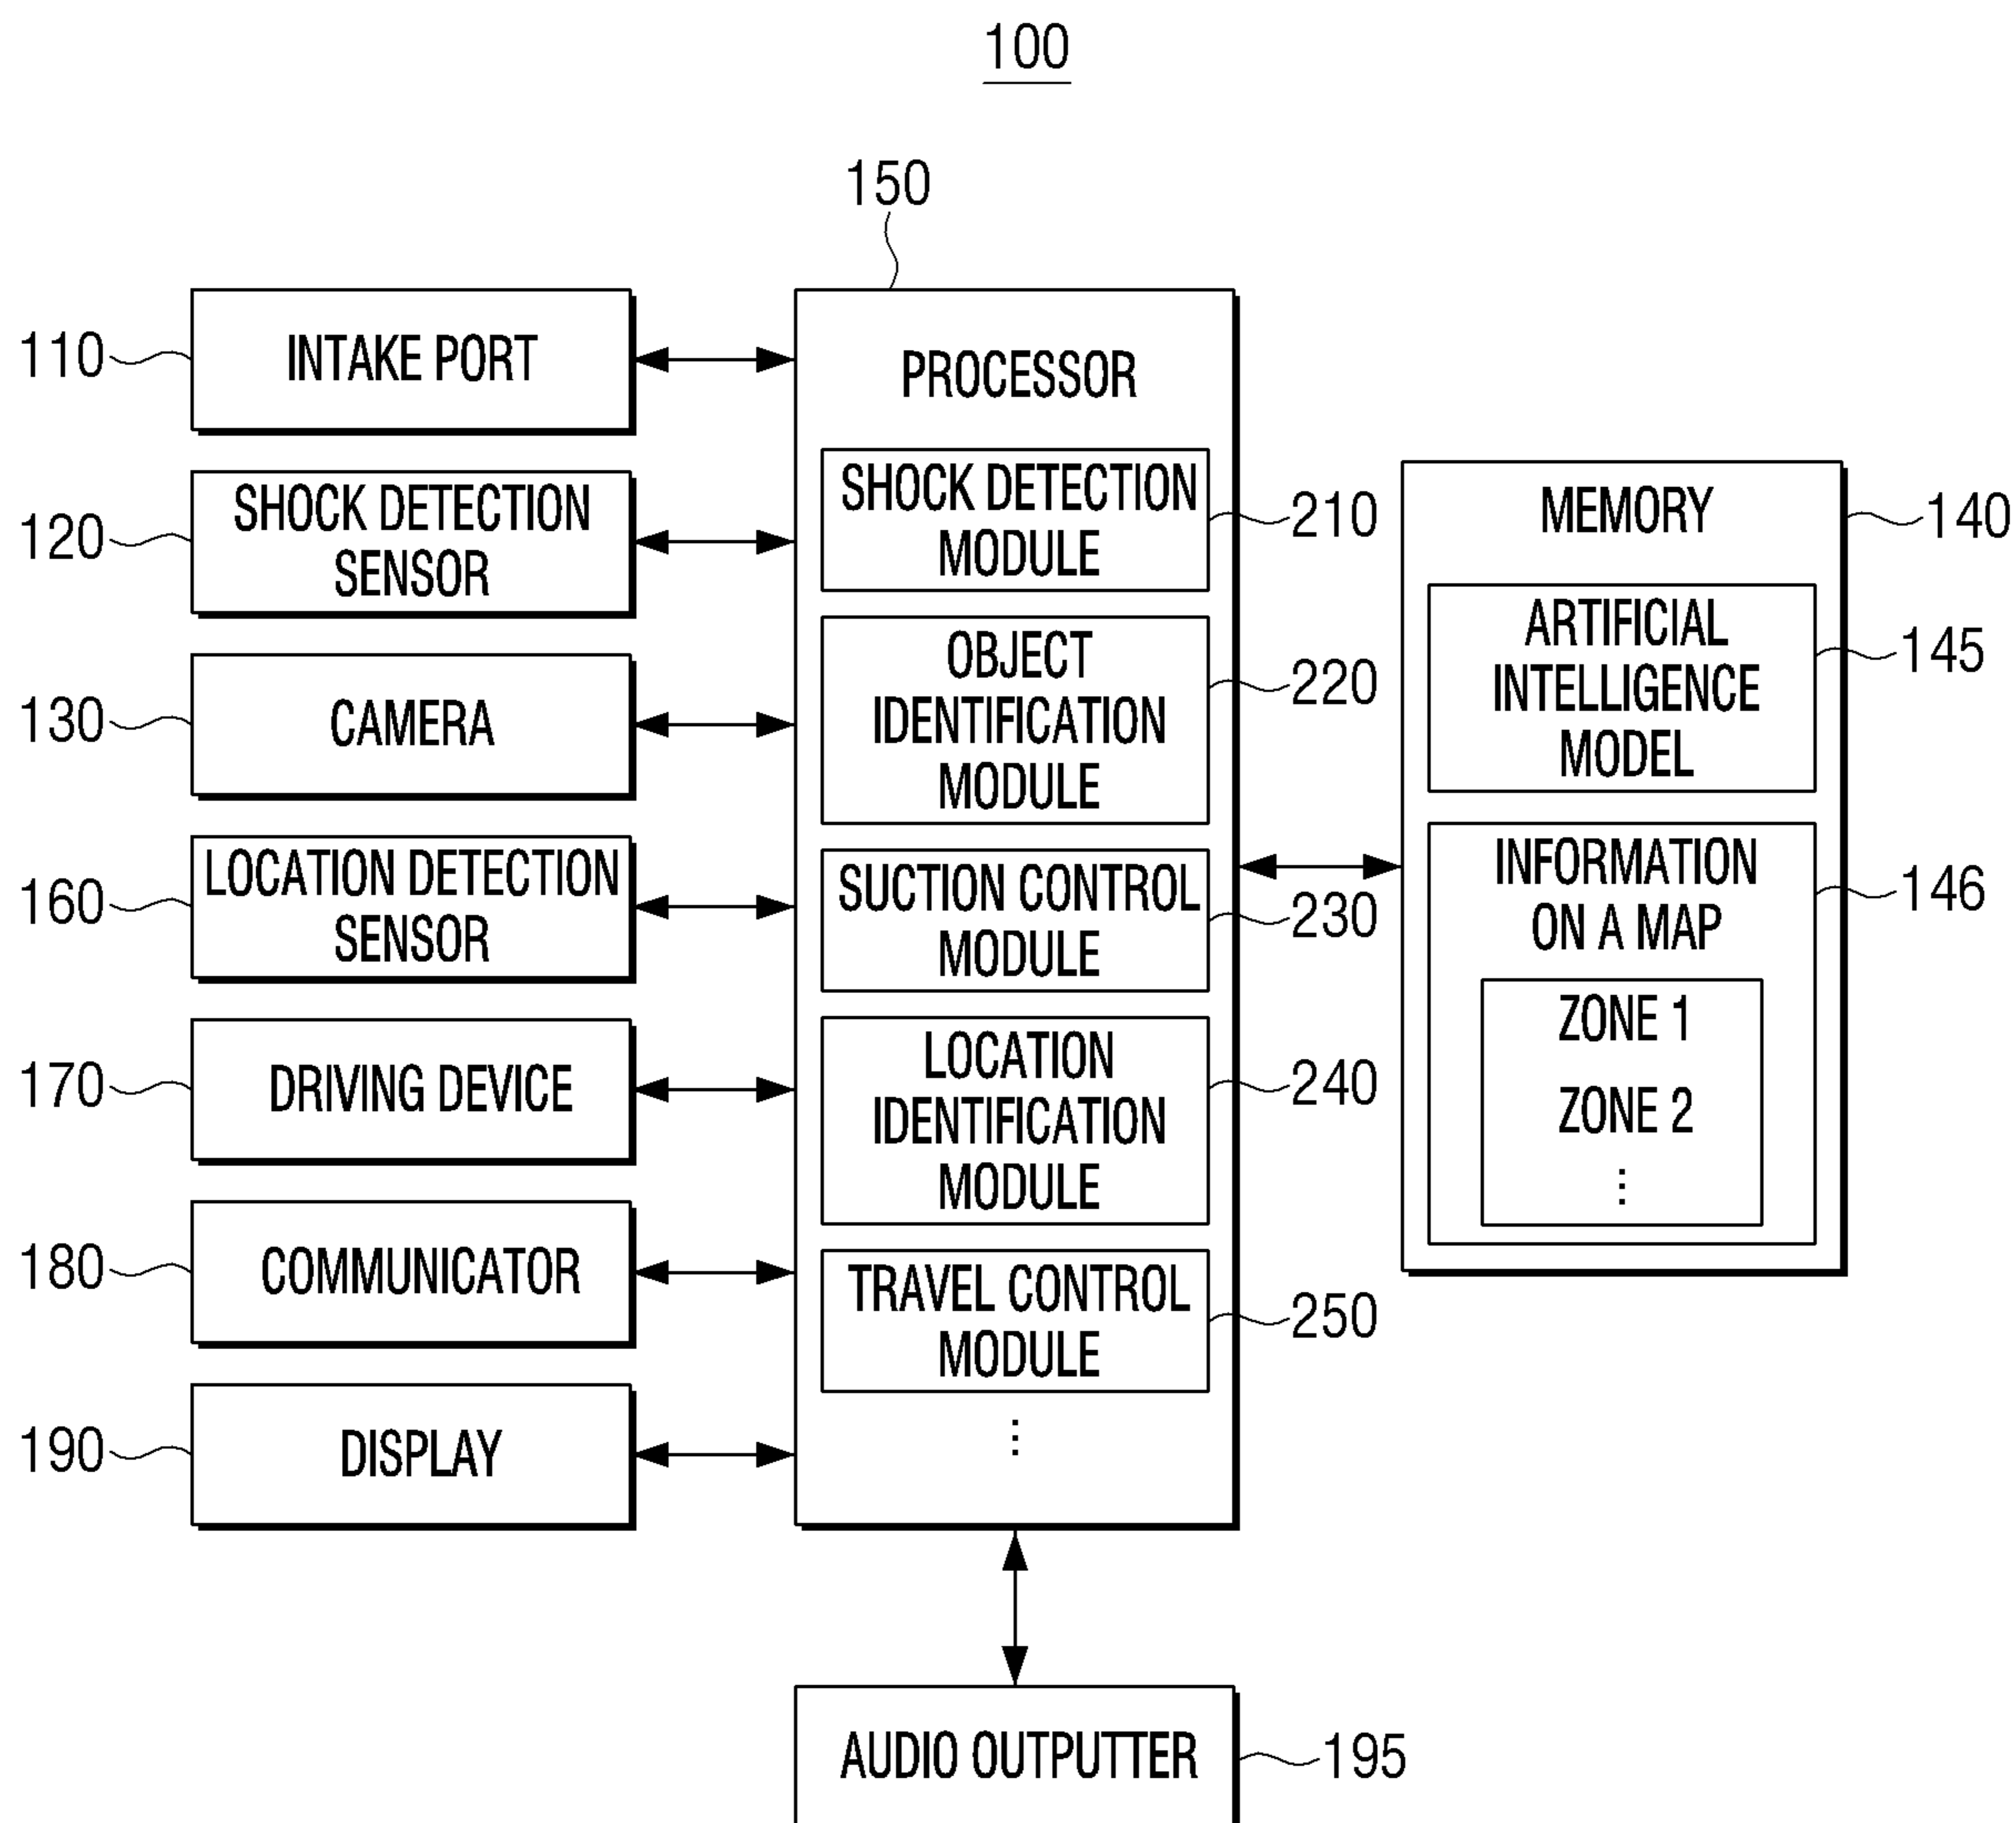 100
150
110
INTAKE PORT
120
SHOCK DETECTION
SENSOR
130
CAMERA
160
LOCATION DETECTION
SENSOR
170
DRIVING DEVICE
180
COMMUNICATOR
190
DISPLAY
PROCESSOR
SHOCK DETECTION
MODULE
210
OBJECT
IDENTIFICATION
MODULE
220
SUCTION CONTROL
MODULE
230
LOCATION
IDENTIFICATION
MODULE
240
TRAVEL CONTROL
MODULE
250
⋮
MEMORY
140
ARTIFICIAL
INTELLIGENCE
MODEL
145
INFORMATION
ON A MAP
146
ZONE 1
ZONE 2
⋮
AUDIO OUTPUTTER
195